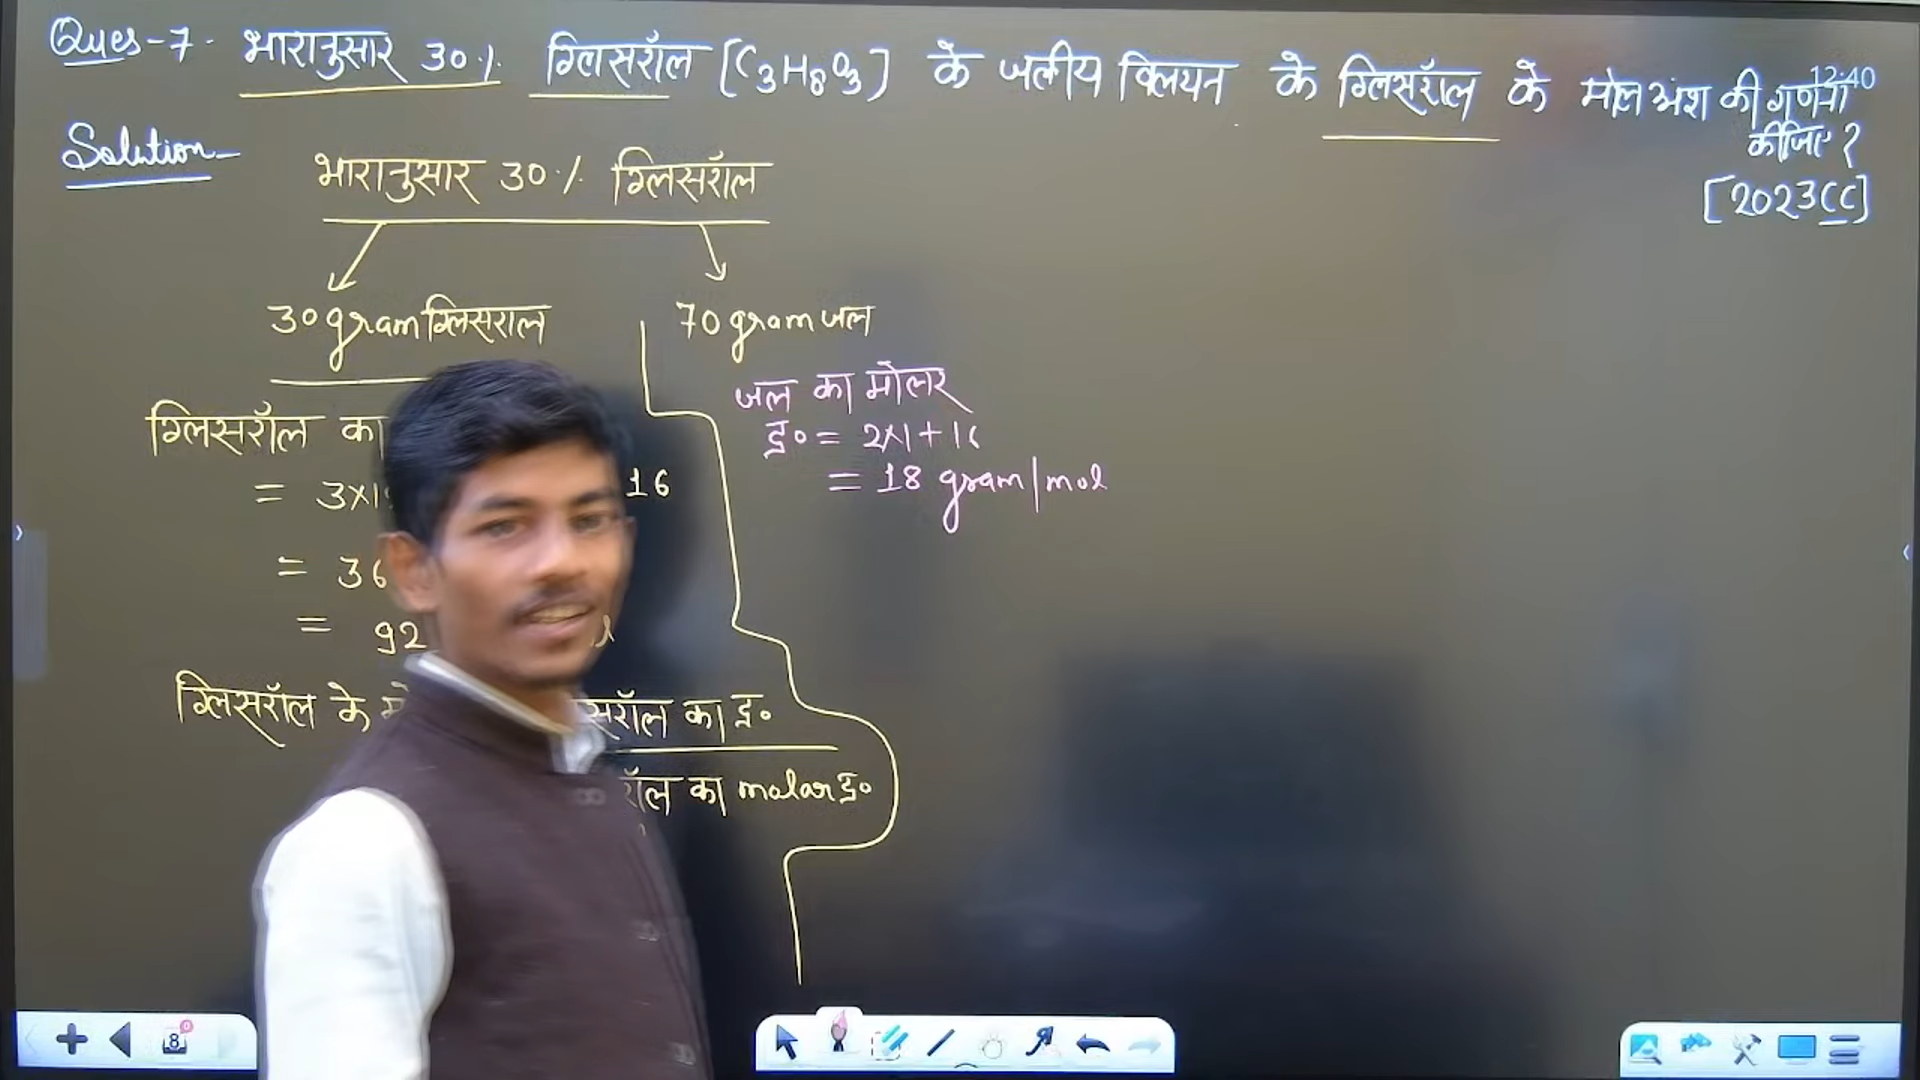 Ques-7. भारानुसार 30% ग्लिसरॉल [C3H8O3] के जलीय विलयन के ग्लिसरॉल के मोल अंश की गणना
कीजिए?
12:40
[2023CC]
Solution-
भारानुसार 30% ग्लिसरॉल
30 gram ग्लिसराल
70 gram जल
ग्लिसरॉल का
= 3×1
16
= 36
= 92
जल का मोलर
द्र० = 2×1+16
= 18 gram/mol
ग्लिसरॉल के
सरॉल का द्र०
रॉल का molar द्र०
8
0